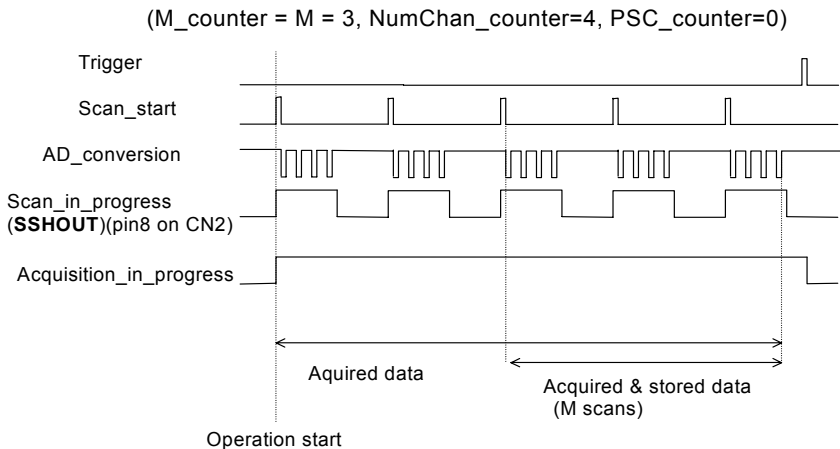 (M_counter = M = 3, NumChan_counter=4, PSC_counter=0)
Trigger
Scan_start
AD_conversion
Scan_in_progress
(SSHOUT)(pin8 on CN2)
Acquisition_in_progress
Aquired data
Acquired & stored data
(M scans)
Operation start